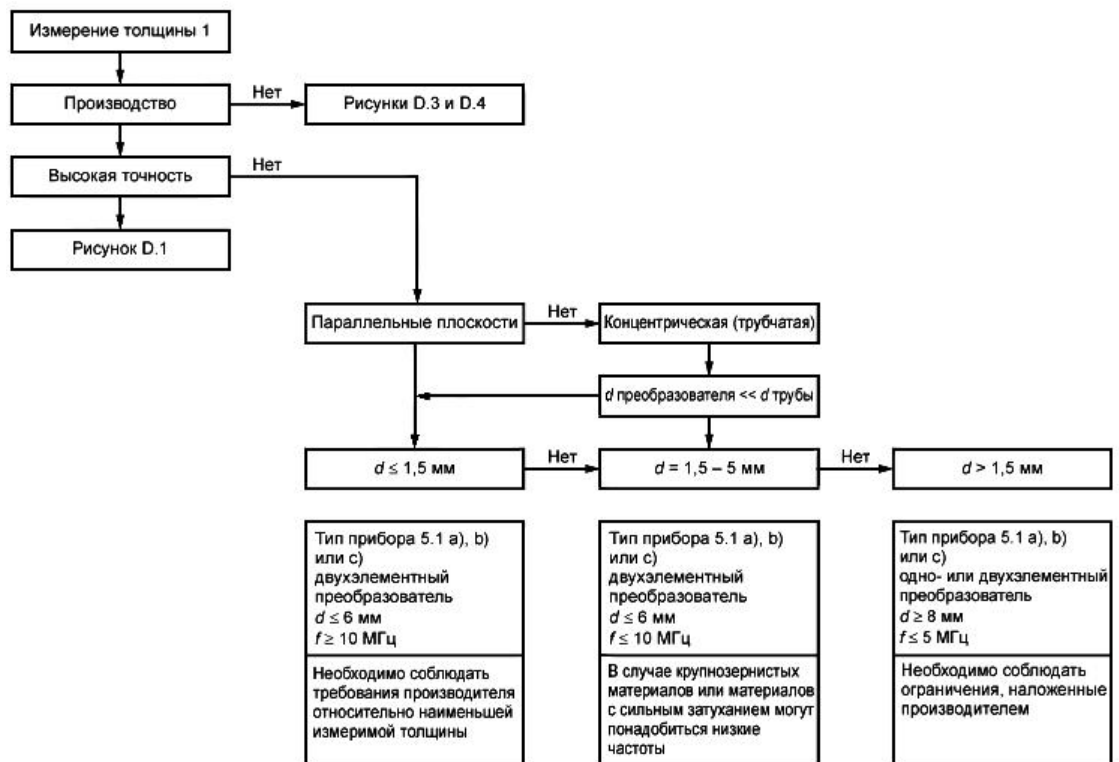 Измерение толщины 1
Производство
Нет
Рисунки D.3 и D.4
Высокая точность
Нет
Рисунок D.1
Параллельные плоскости
Нет
Концентрическая (трубчатая)
d преобразователя << d трубы
d ≤ 1,5 мм
Нет
d = 1,5 – 5 мм
Нет
d > 1,5 мм
Тип прибора 5.1 a), b)
или c)
двухэлементный
преобразователь
d ≤ 6 мм
f ≥ 10 МГц
Необходимо соблюдать
требования производителя
относительно наименьшей
измеримой толщины
Тип прибора 5.1 a), b)
или c)
двухэлементный
преобразователь
d ≤ 6 мм
f ≤ 10 МГц
В случае крупнозернистых
материалов или материалов
с сильным затуханием могут
понадобиться низкие
частоты
Тип прибора 5.1 a), b)
или c)
одно- или двухэлементный
преобразователь
d ≥ 8 мм
f ≤ 5 МГц
Необходимо соблюдать
ограничения, наложенные
производителем